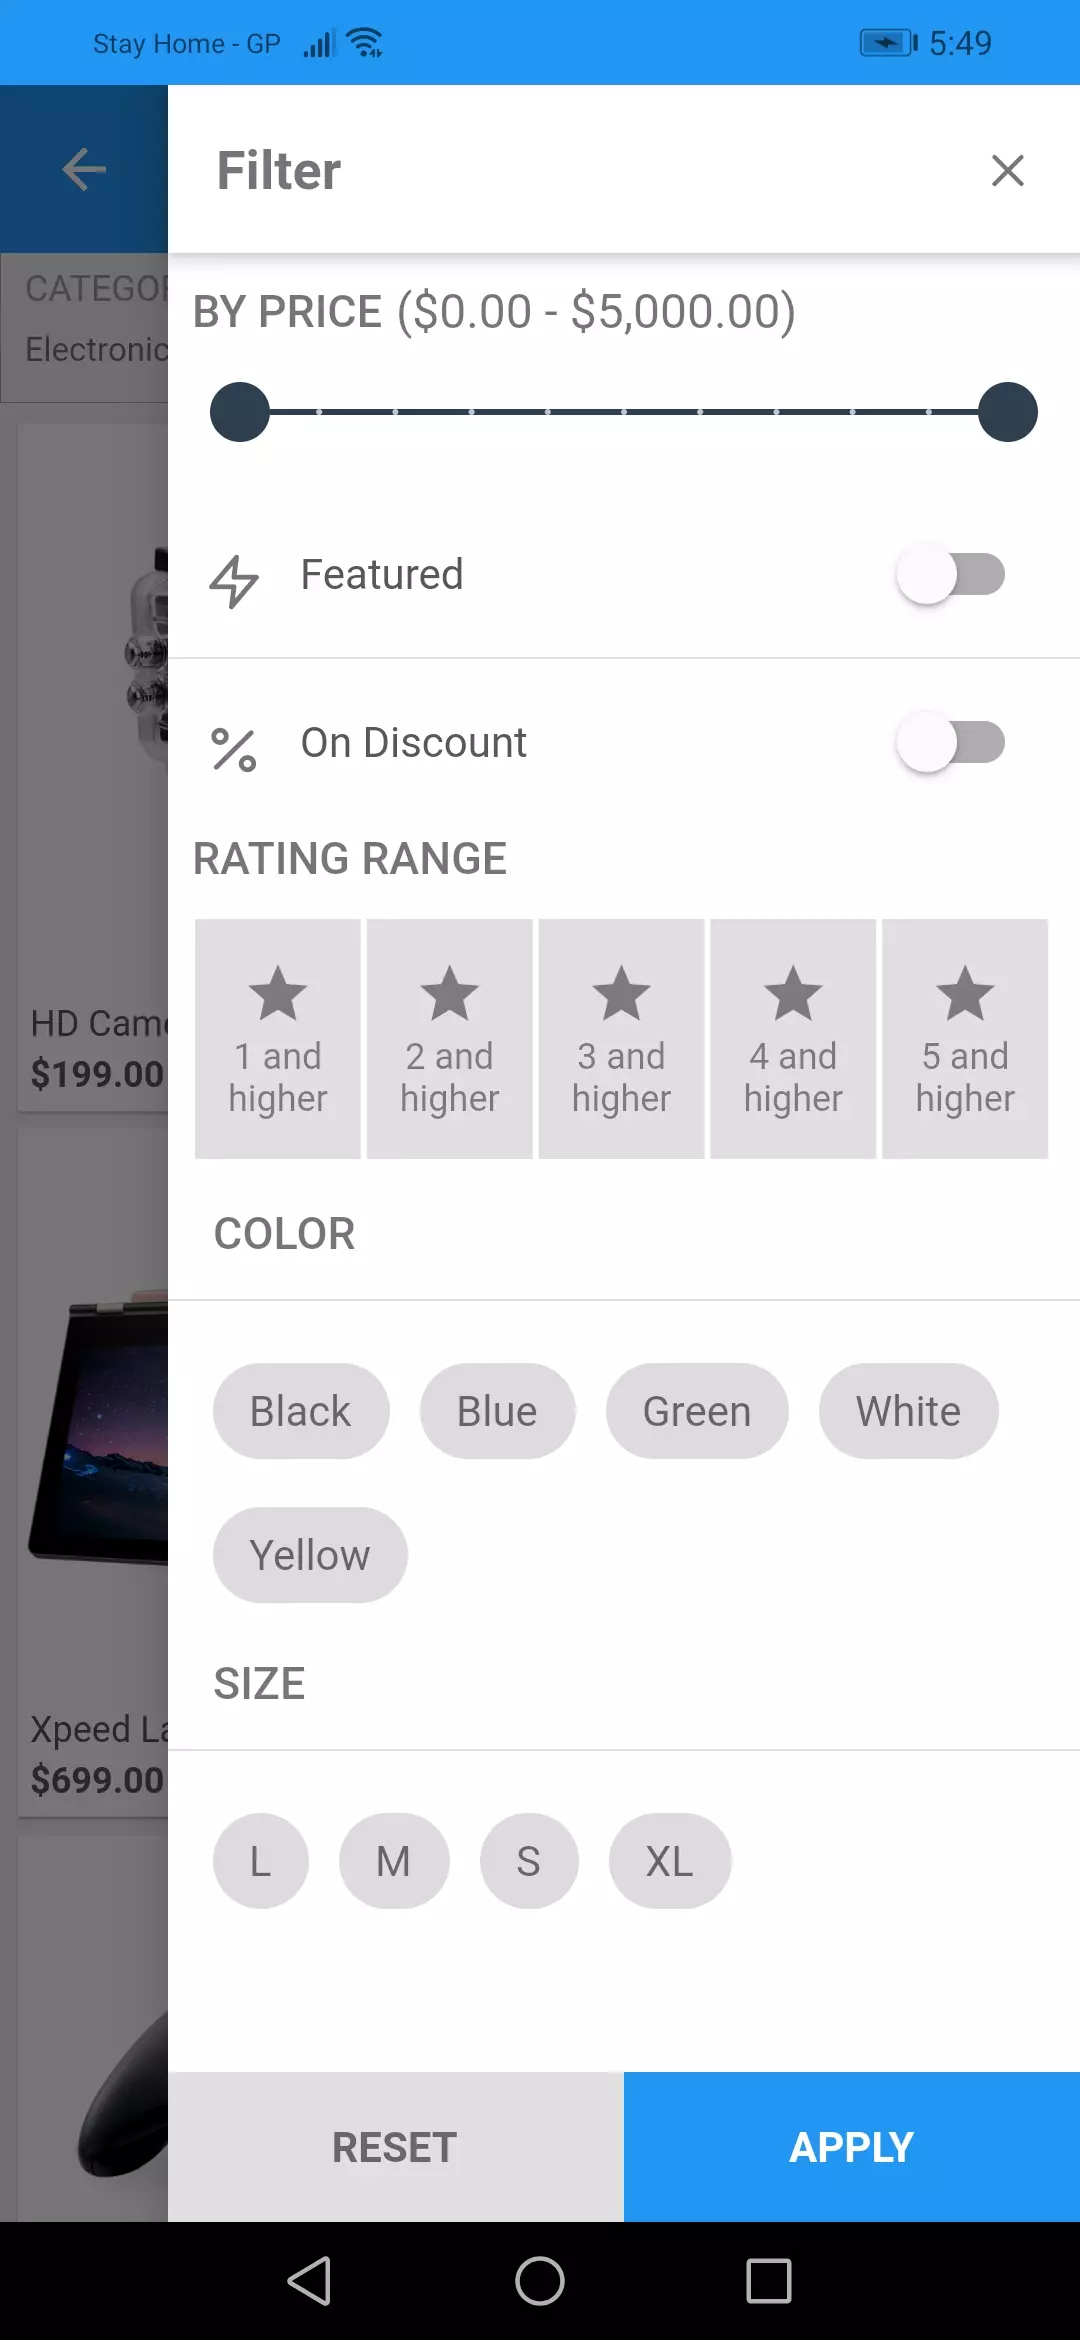 Stay Home - GP
5:49
Filter
CATEGOR
Electronic
BY PRICE ($0.00 - $5,000.00)
Featured
On Discount
RATING RANGE
1 and higher
2 and higher
3 and higher
4 and higher
5 and higher
HD Came
$199.00
COLOR
Black
Blue
Green
White
Yellow
SIZE
Xpeed La
$699.00
L
M
S
XL
RESET
APPLY